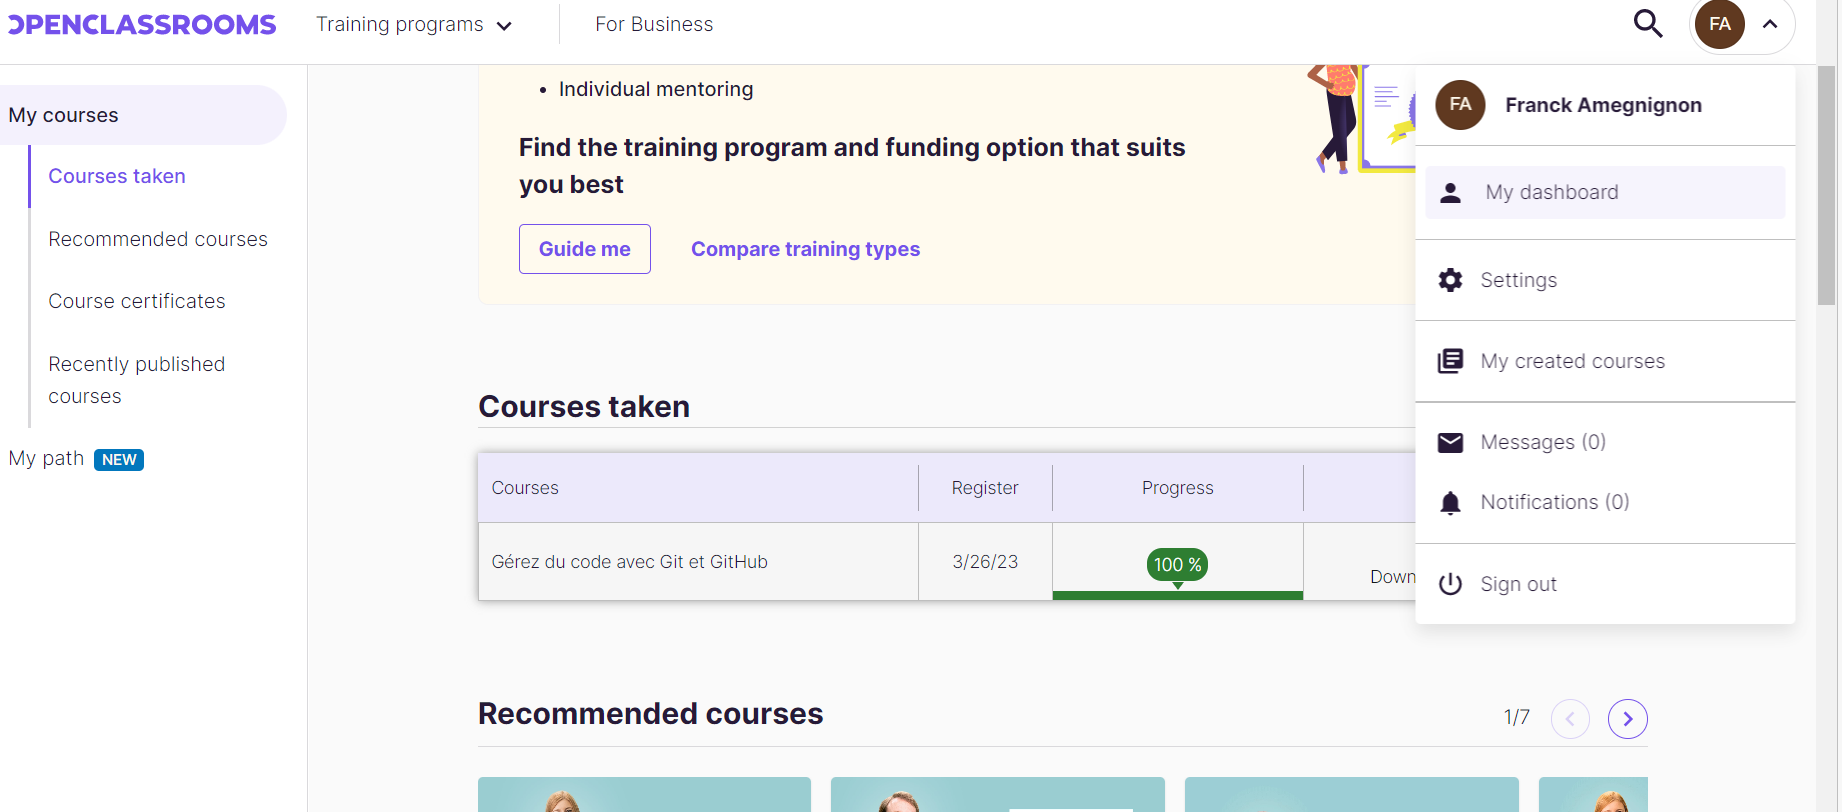 OPENCLASSROOMS
Training programs
For Business
FA
My courses
Courses taken
Recommended courses
Course certificates
Recently published
courses
My path NEW
Individual mentoring
Find the training program and funding option that suits
you best
Guide me
Compare training types
Courses taken
Courses
Register
Progress
Gérez du code avec Git et GitHub
3/26/23
100 %
Down
Recommended courses
1/7
FA
Franck Amegnignon
My dashboard
Settings
My created courses
Messages (0)
Notifications (0)
Sign out